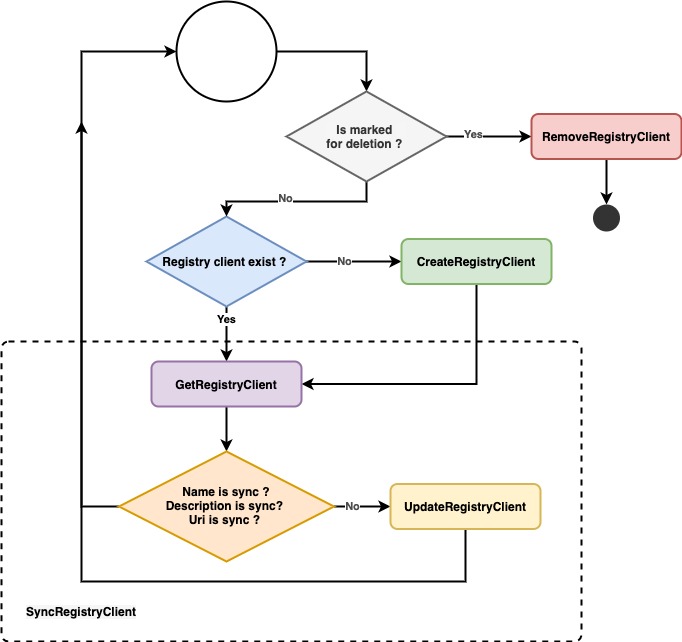 Is marked
for deletion ?
Yes
RemoveRegistryClient
No
Registry client exist ?
No
CreateRegistryClient
Yes
GetRegistryClient
Name is sync ?
Description is sync?
Uri is sync ?
No
UpdateRegistryClient
SyncRegistryClient